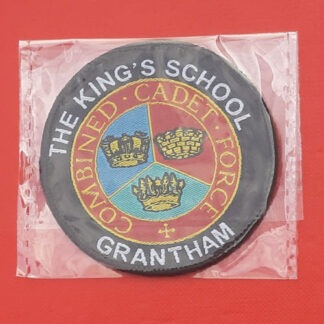 THE KING'S SCHOOL
COMBINED · CADET · FORCE
GRANTHAM